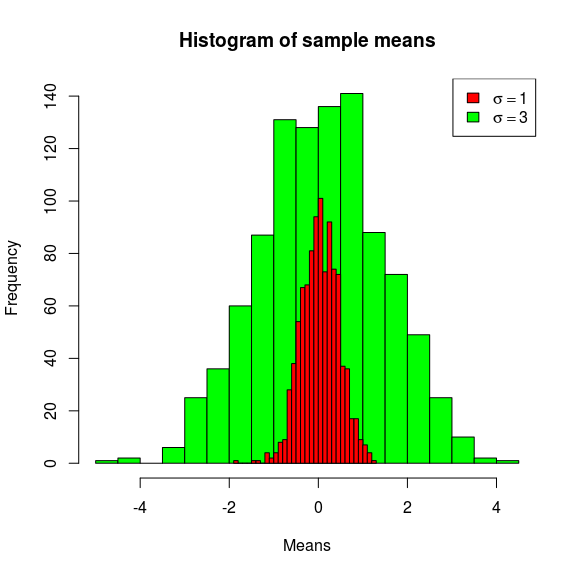 Histogram of sample means
σ = 1
σ = 3
Frequency
140
120
100
80
60
40
20
0
-4 -2 0 2 4
Means